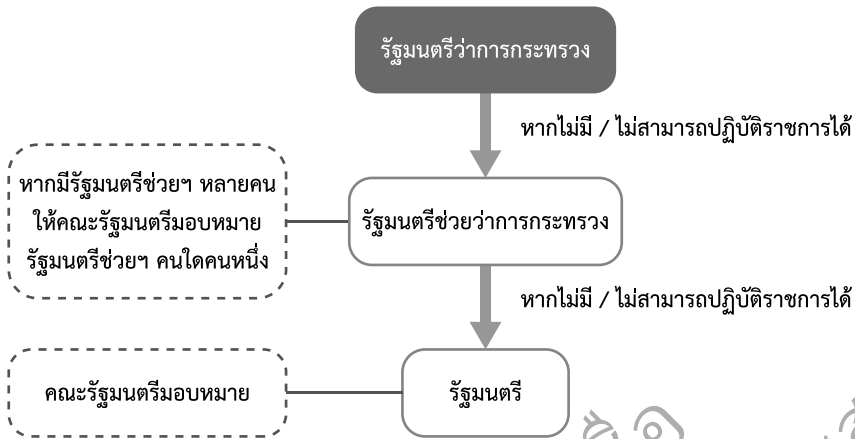 รัฐมนตรีว่าการกระทรวง
หากไม่มี / ไม่สามารถปฏิบัติราชการได้
หากมีรัฐมนตรีช่วยฯ หลายคน
ให้คณะรัฐมนตรีมอบหมาย
รัฐมนตรีช่วยฯ คนใดคนหนึ่ง
รัฐมนตรีช่วยว่าการกระทรวง
หากไม่มี / ไม่สามารถปฏิบัติราชการได้
คณะรัฐมนตรีมอบหมาย
รัฐมนตรี